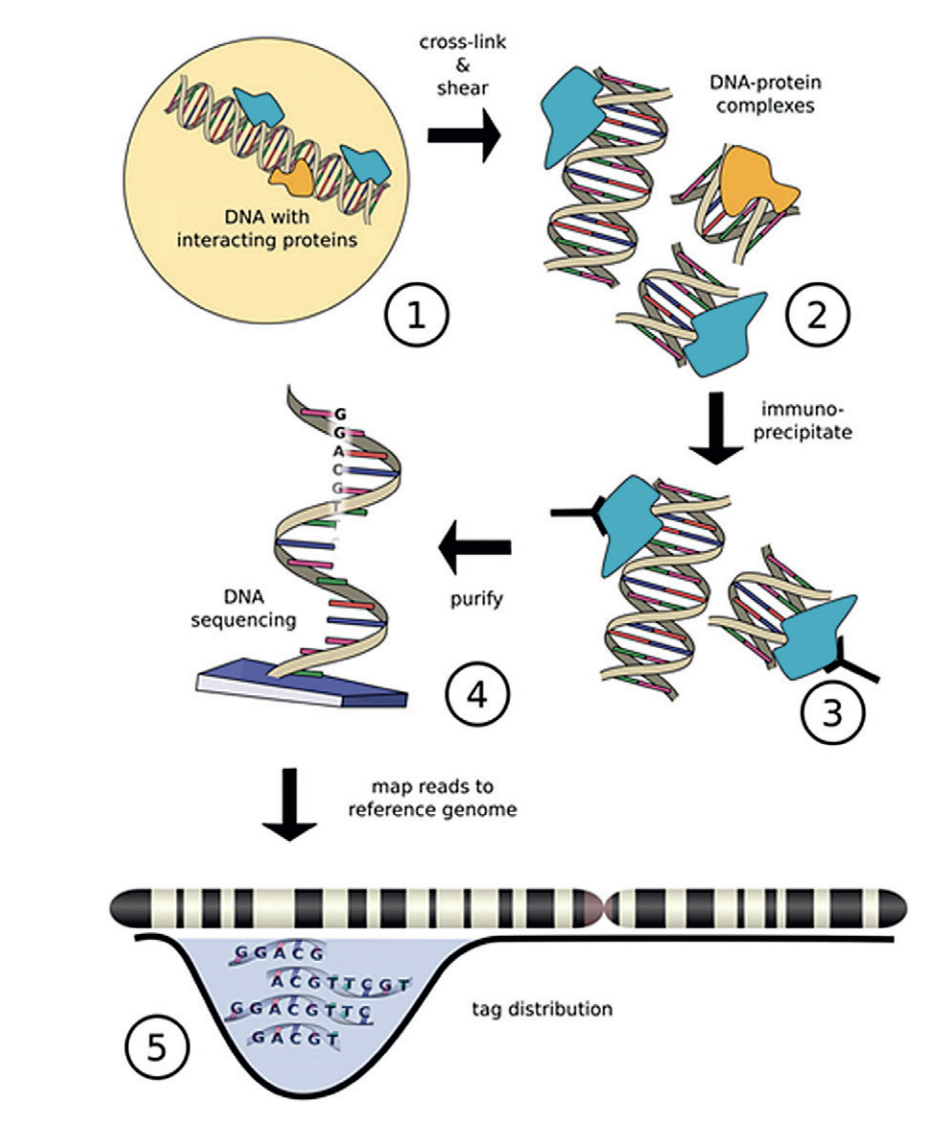 cross-link
&
shear
DNA-protein
complexes
DNA with
interacting proteins
1
2
immuno-
precipitate
G
G
A
C
G
T
T
C
purify
DNA
sequencing
4
3
map reads to
reference genome
GGACG
ACGTTCGT
GGACGTTC
GACGT
tag distribution
5